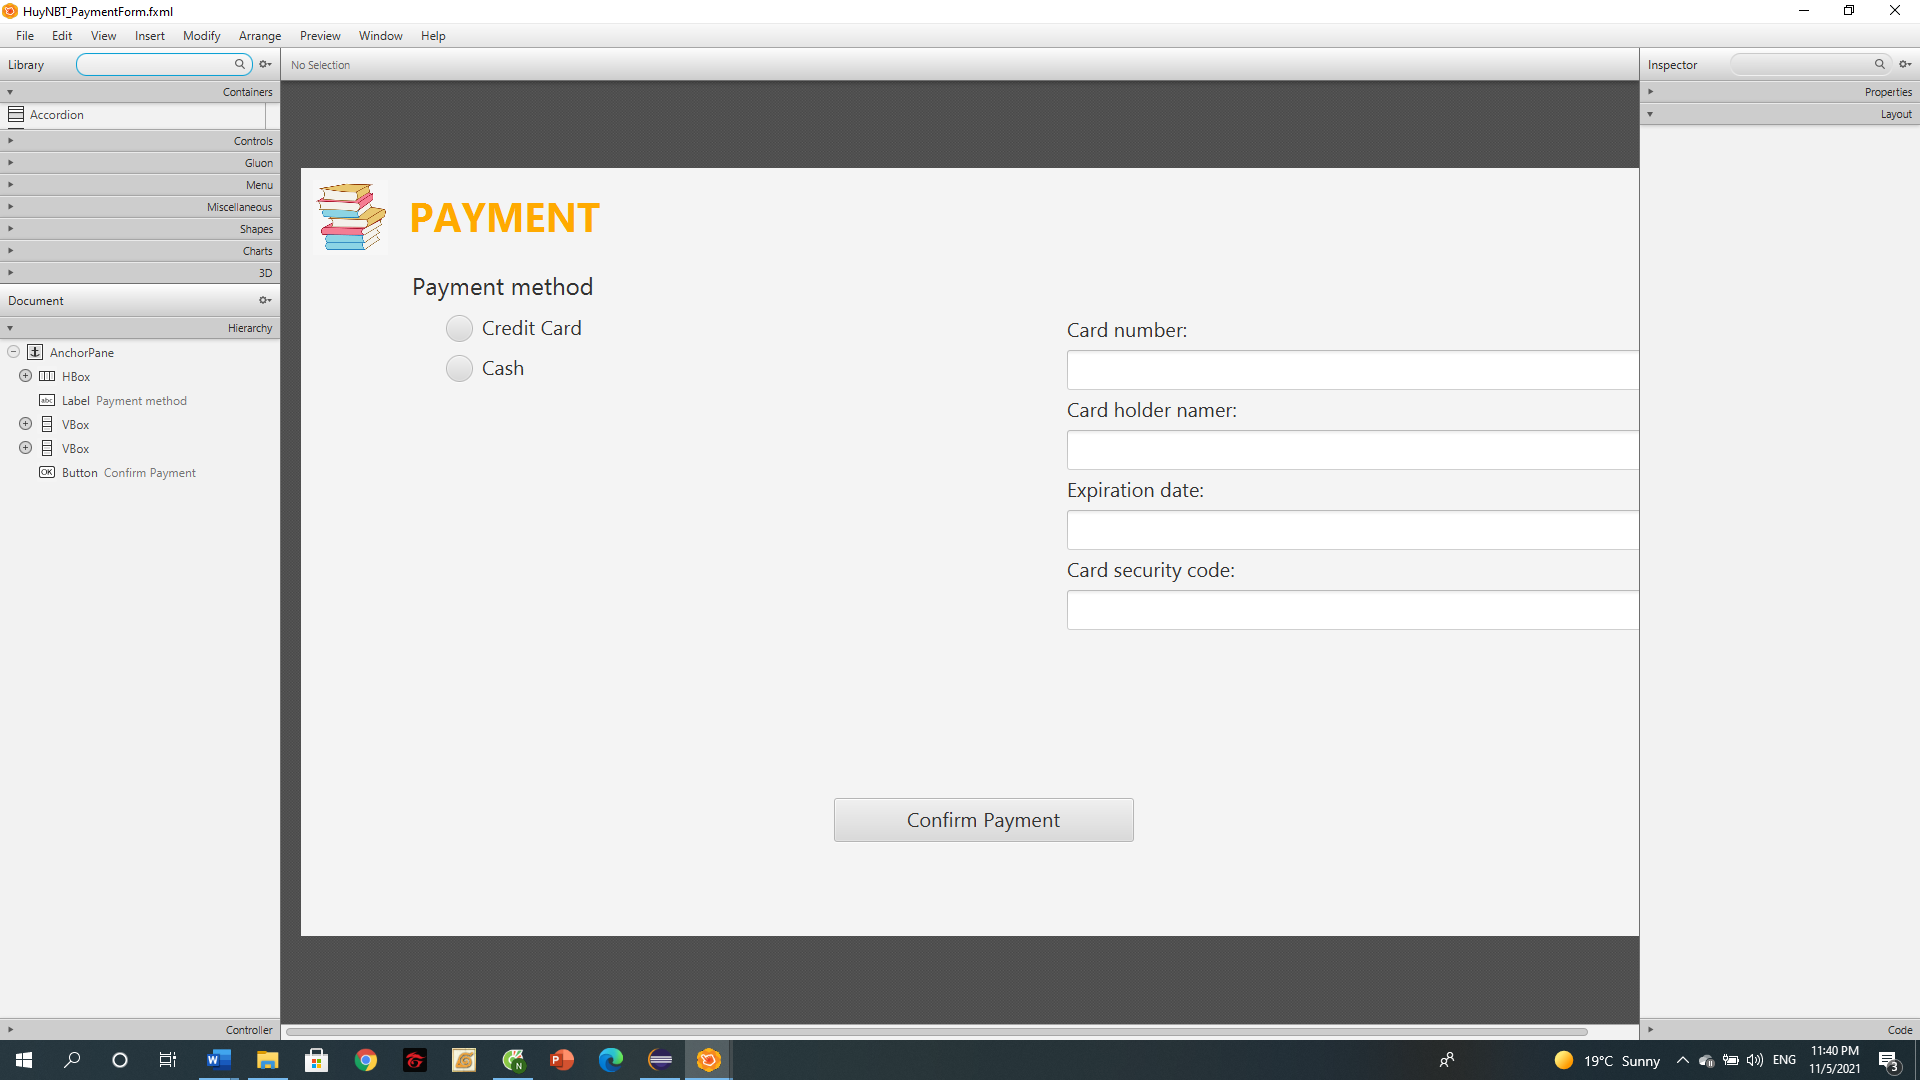 HuyNBT_PaymentForm.fxml
File Edit View Insert Modify Arrange Preview Window Help
Library
No Selection
Inspector
Containers
Properties
Accordion
Layout
Controls
Gluon
Menu
Miscellaneous
Shapes
Charts
3D
Document
Hierarchy
AnchorPane
HBox
abc Label Payment method
VBox
VBox
OK Button Confirm Payment
PAYMENT
Payment method
Credit Card
Cash
Card number:
Card holder namer:
Expiration date:
Card security code:
Confirm Payment
Controller
Code
19°C Sunny
ENG
11:40 PM
11/5/2021
3